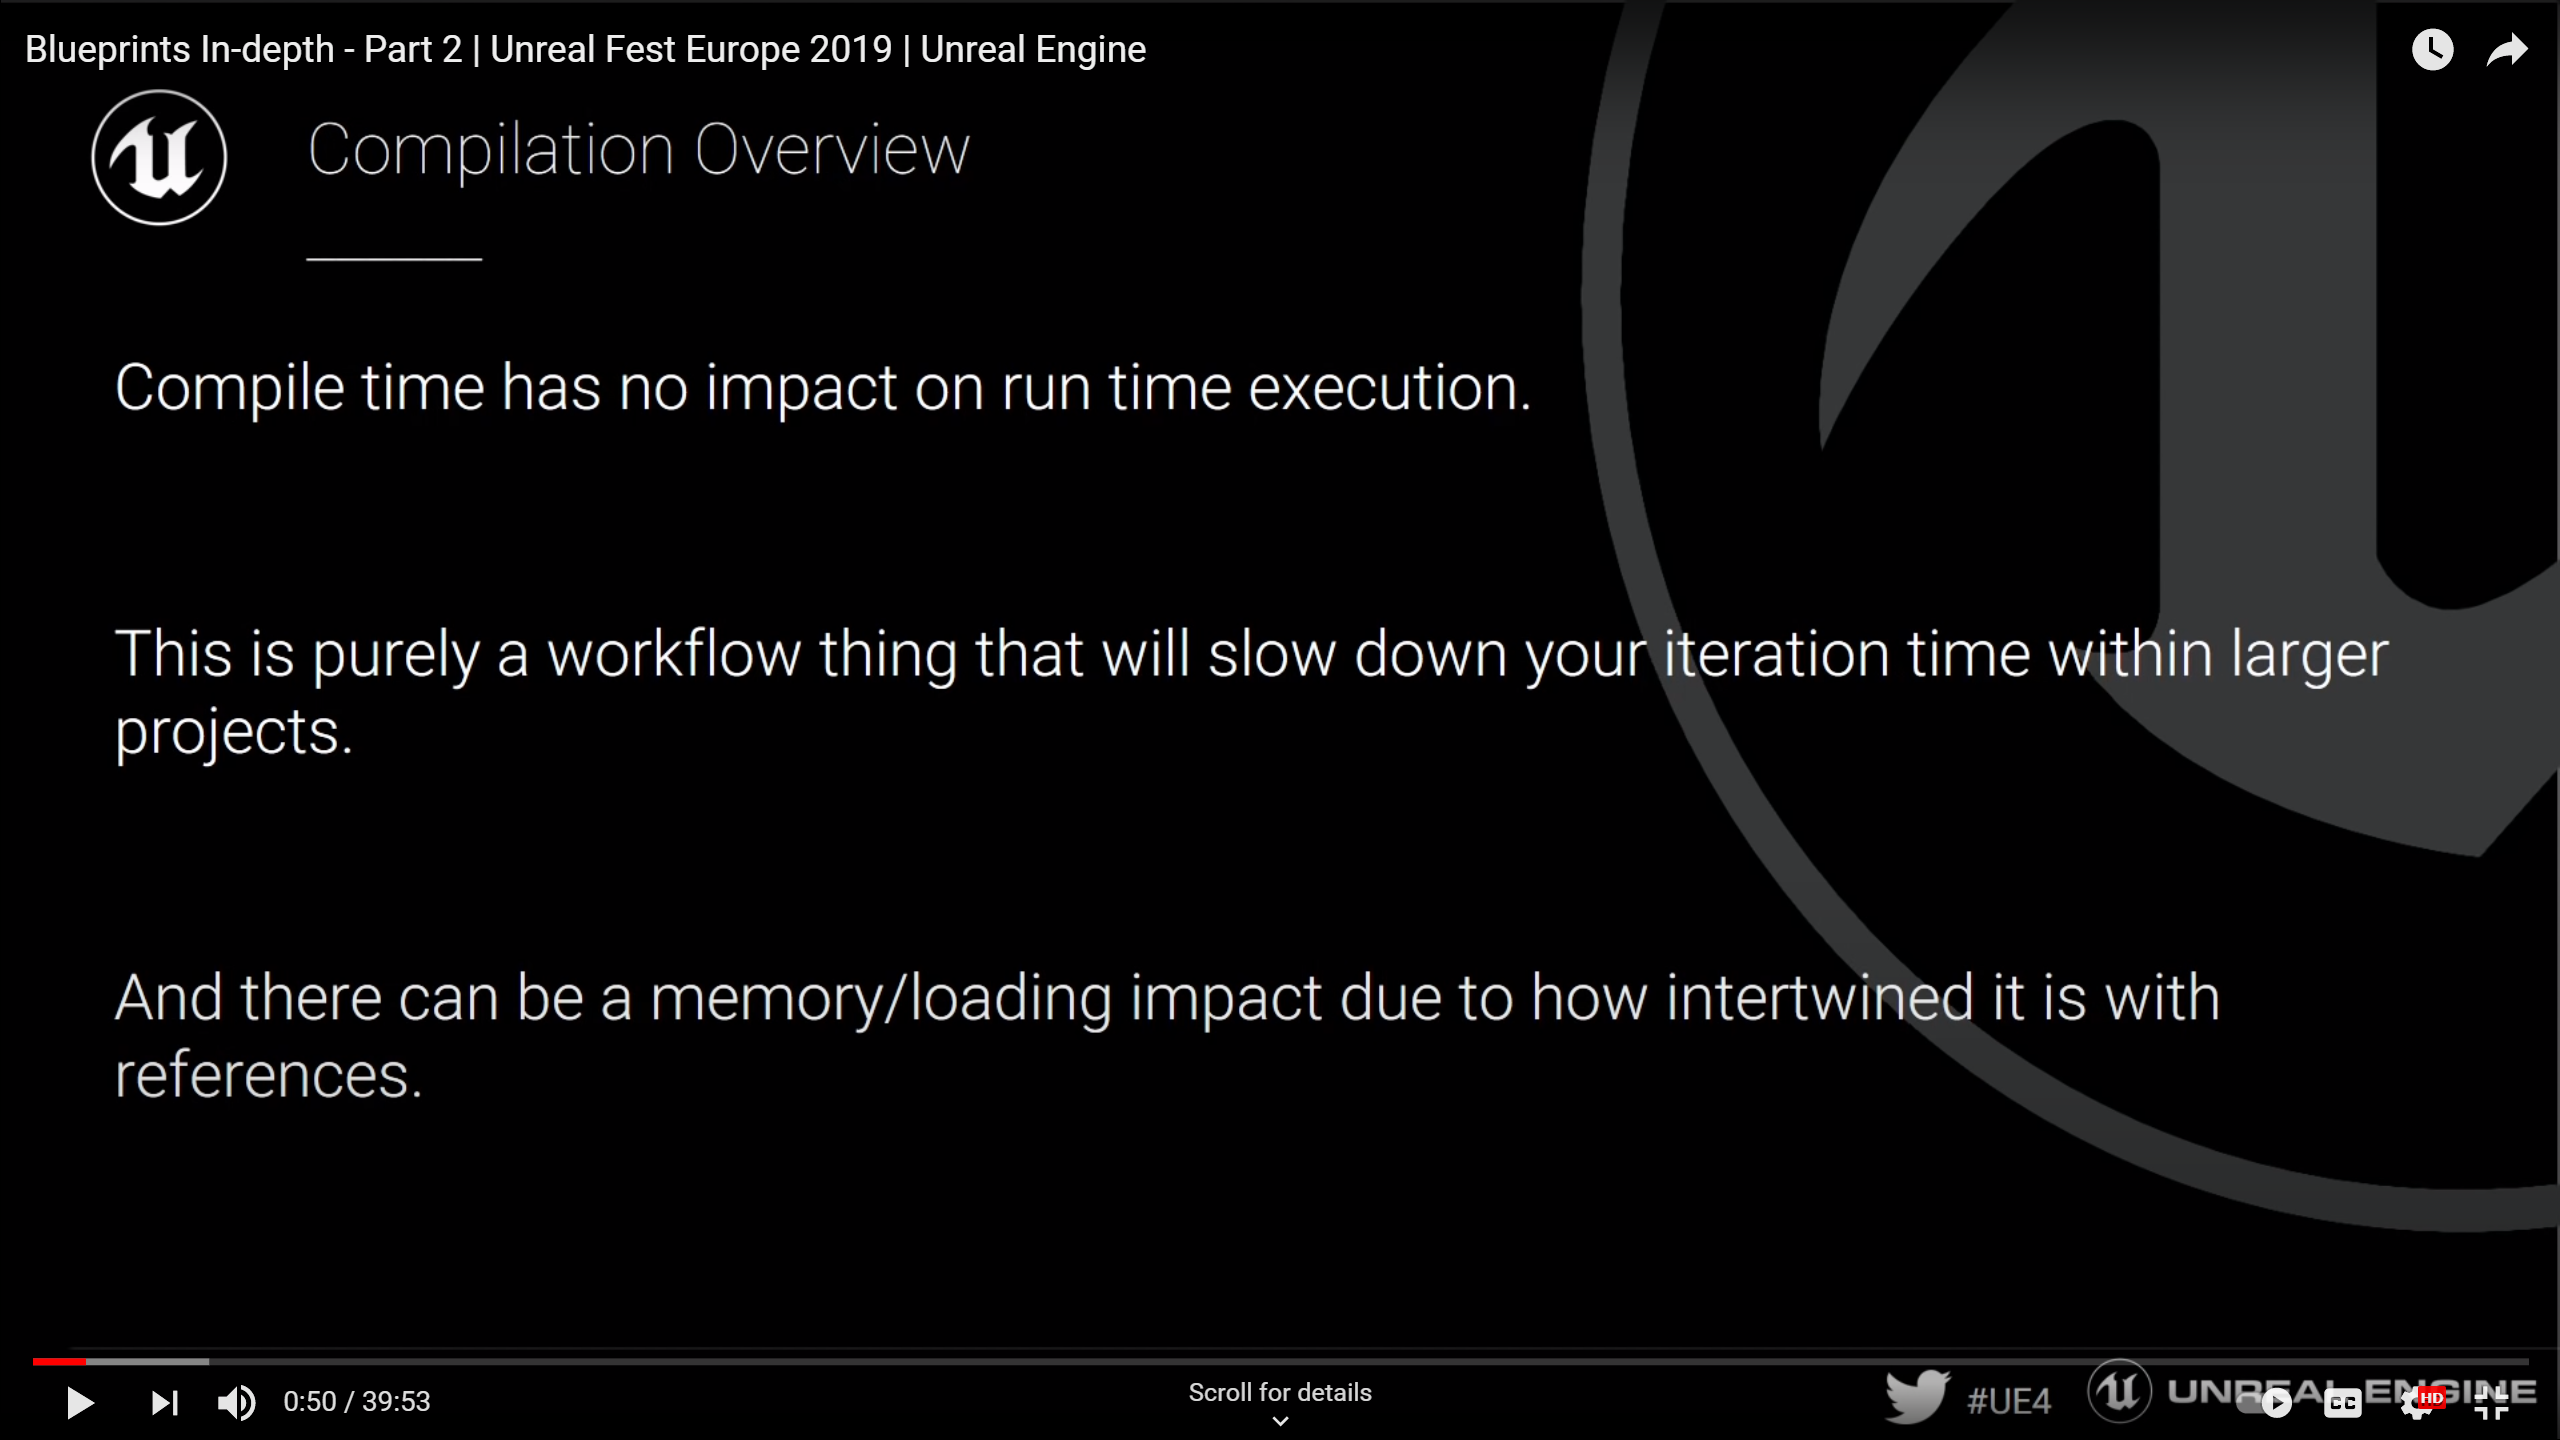 Blueprints In-depth - Part 2 | Unreal Fest Europe 2019 | Unreal Engine
Compilation Overview
Compile time has no impact on run time execution.
This is purely a workflow thing that will slow down your iteration time within larger
projects.
And there can be a memory/loading impact due to how intertwined it is with
references.
0:50 / 39:53
Scroll for details
#UE4
UNREAL ENGINE
CC
HD